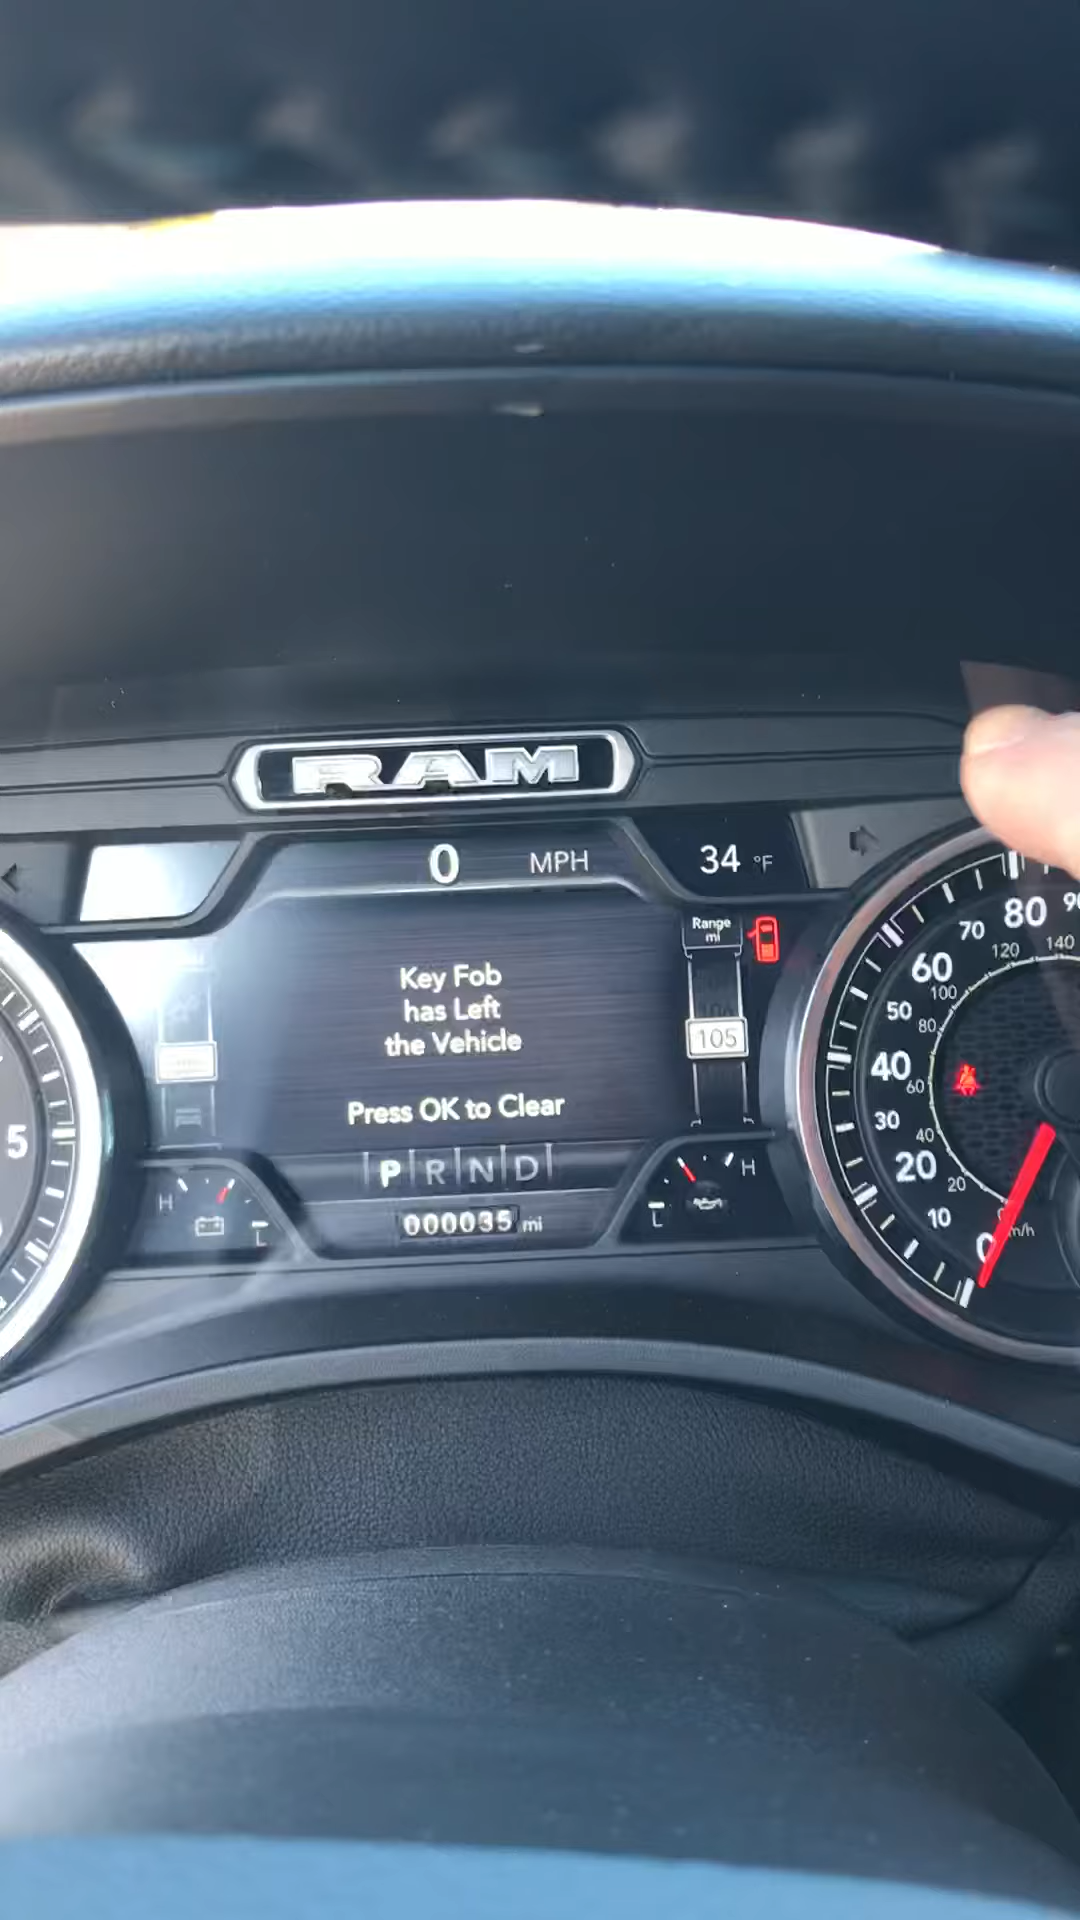 RAM
0 MPH
34 °F
Range
mi
Key Fob
has Left
the Vehicle
105
Press OK to Clear
P R N D
H
L
L
H
000035 mi
5
0
10
20
30
40
50
60
70
80
20
40
60
80
100
120
140